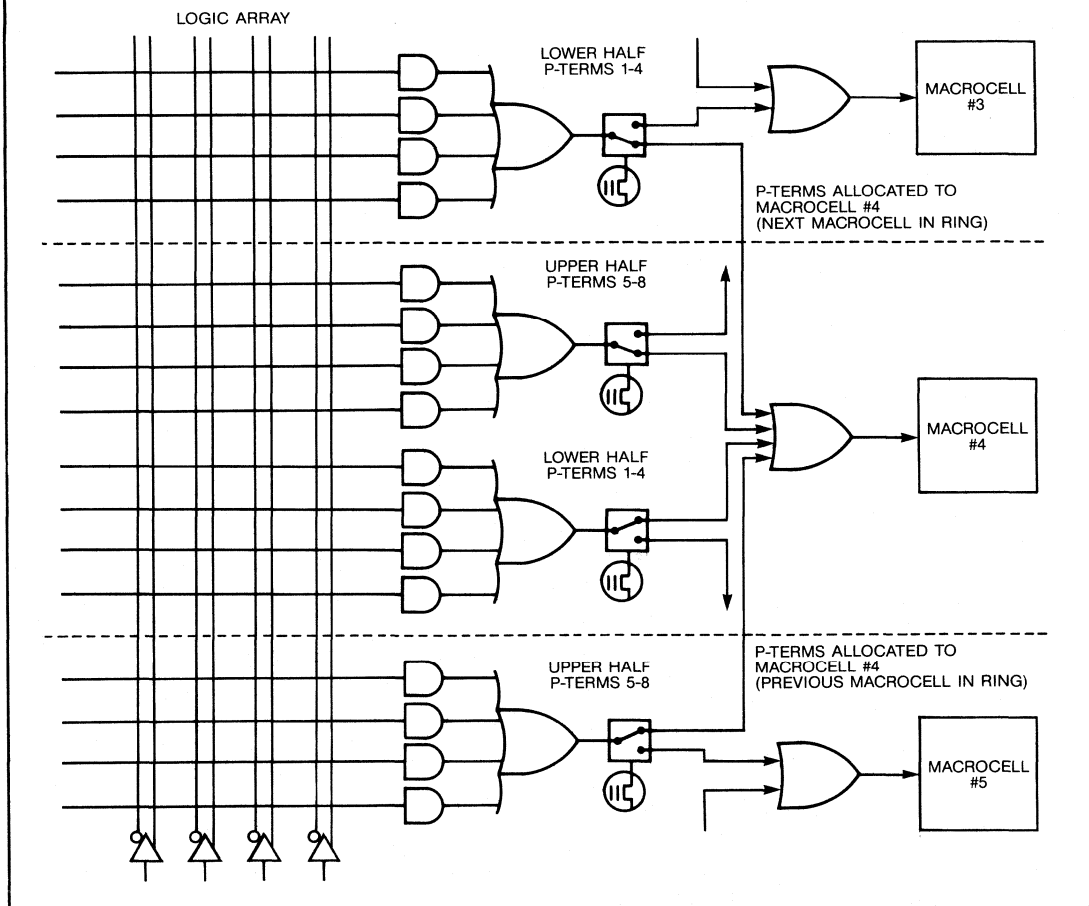 LOGIC ARRAY
LOWER HALF
P-TERMS 1-4
MACROCELL
#3
P-TERMS ALLOCATED TO
MACROCELL #4
(NEXT MACROCELL IN RING)
UPPER HALF
P-TERMS 5-8
MACROCELL
#4
LOWER HALF
P-TERMS 1-4
P-TERMS ALLOCATED TO
MACROCELL #4
(PREVIOUS MACROCELL IN RING)
UPPER HALF
P-TERMS 5-8
MACROCELL
#5